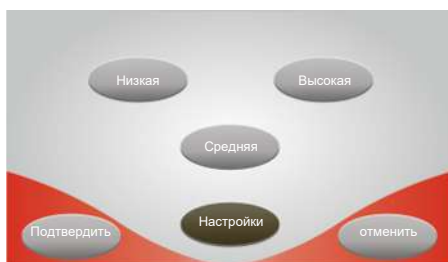 Низкая
Высокая
Средняя
Настройки
Подтвердить
отменить